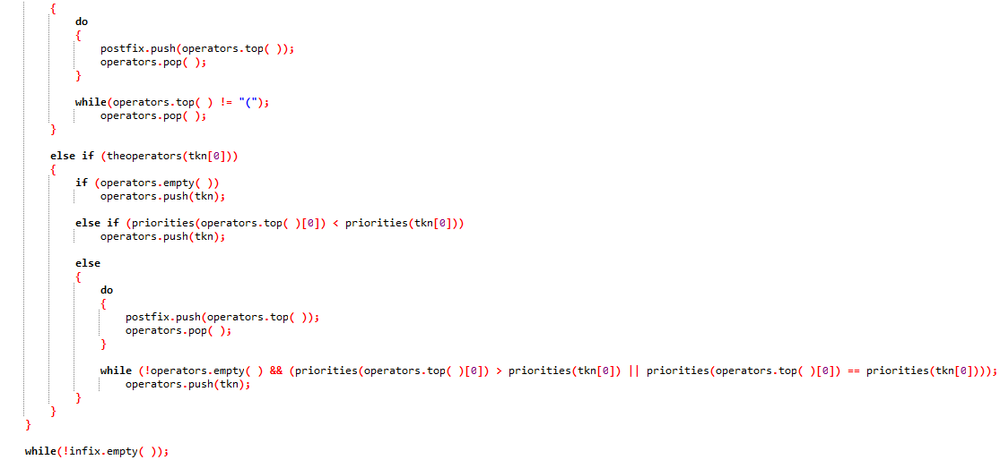 {
do
{
postfix.push(operators.top( ));
operators.pop( );
}
while(operators.top( ) != "(");
operators.pop( );
}
else if (theoperators(tkn[0]))
{
if (operators.empty( ))
operators.push(tkn);
else if (priorities(operators.top( )[0]) < priorities(tkn[0]))
operators.push(tkn);
else
{
do
{
postfix.push(operators.top( ));
operators.pop( );
}
while (!operators.empty( ) && (priorities(operators.top( )[0]) > priorities(tkn[0]) || priorities(operators.top( )[0]) == priorities(tkn[0])));
operators.push(tkn);
}
}
}
while(!infix.empty( ));